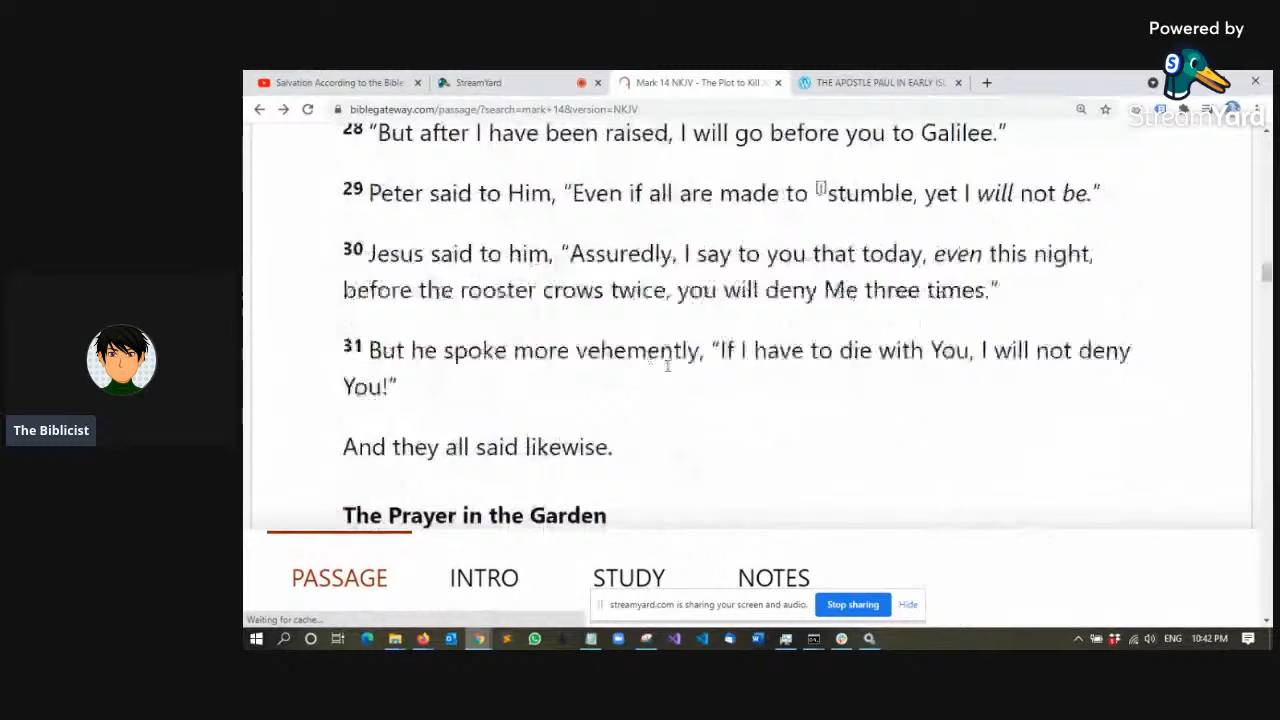 Powered by
S
StreamYard
Salvation According to the Bible
StreamYard
Mark 14 NKJV - The Plot to Kill
THE APOSTLE PAUL IN EARLY
biblegateway.com/passage/?search=mark+14&version=NKJV
28 “But after I have been raised, I will go before you to Galilee.”
29 Peter said to Him, “Even if all are made to [j]stumble, yet I will not be.”
30 Jesus said to him, “Assuredly, I say to you that today, even this night,
before the rooster crows twice, you will deny Me three times.”
31 But he spoke more vehemently, “If I have to die with You, I will not deny
You!”
And they all said likewise.
The Prayer in the Garden
The Biblicist
PASSAGE INTRO STUDY NOTES
streamyard.com is sharing your screen and audio. Stop sharing Hide
Waiting for cache...
ENG 10:42 PM